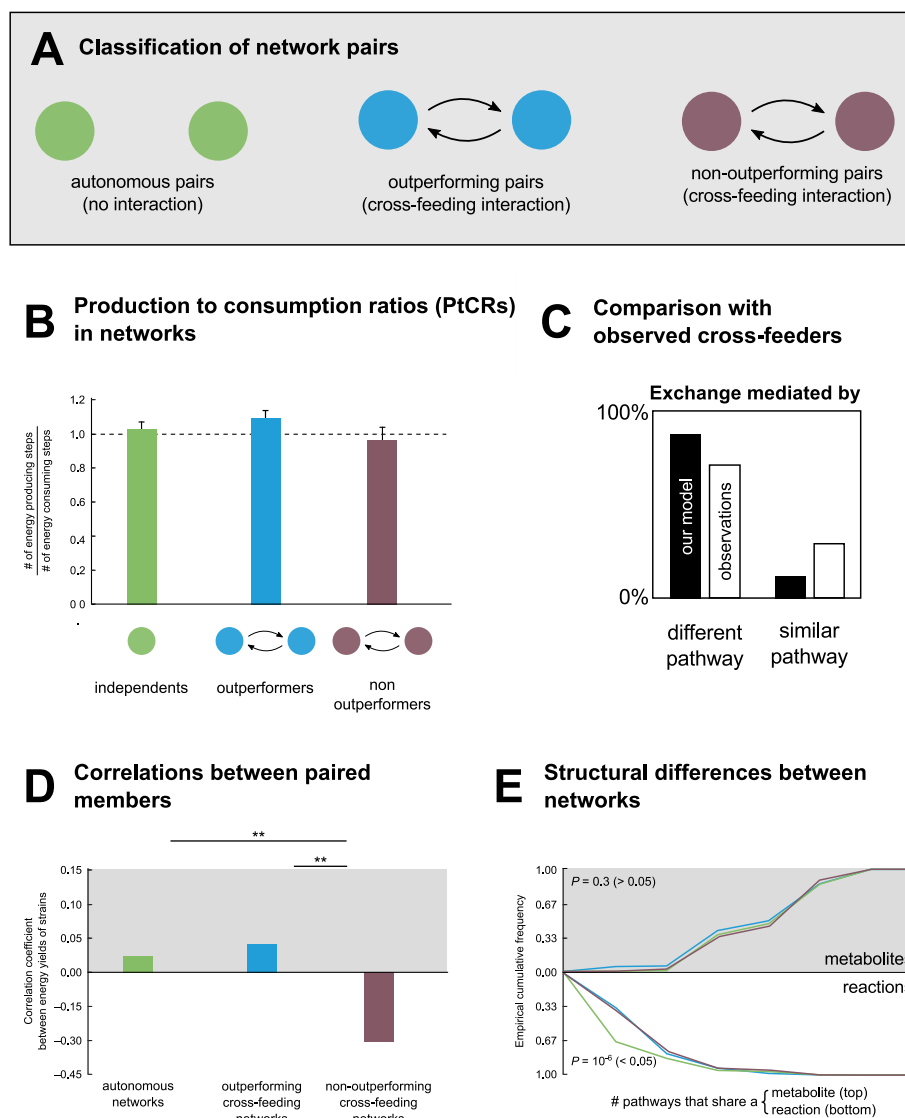 A Classification of network pairs
autonomous pairs
(no interaction)
outperforming pairs
(cross-feeding interaction)
non-outperforming pairs
(cross-feeding interaction)
B Production to consumption ratios (PtCRs)
in networks
# of energy producing steps
# of energy consuming steps
1.2
1.0
0.8
0.6
0.4
0.2
0 0
.
independents
outperformers
non
outperformers
C Comparison with
observed cross-feeders
Exchange mediated by
100%
0%
our model
observations
different
pathway
similar
pathway
D Correlations between paired
members
**
**
Correlation coefficient
between energy yields of strains
0.15
0.10
0.05
0.00
−0.15
−0.30
−0.45
autonomous
networks
outperforming
cross-feeding
networks
non-outperforming
cross-feeding
networks
E Structural differences between
networks
Empirical cumulative frequency
1.00
0.67
0.33
0.00
0.33
0.67
1.00
P = 0.3 (> 0.05)
metabolites
reactions
P = 10⁻⁶ (< 0.05)
# pathways that share a { metabolite (top)
reaction (bottom)